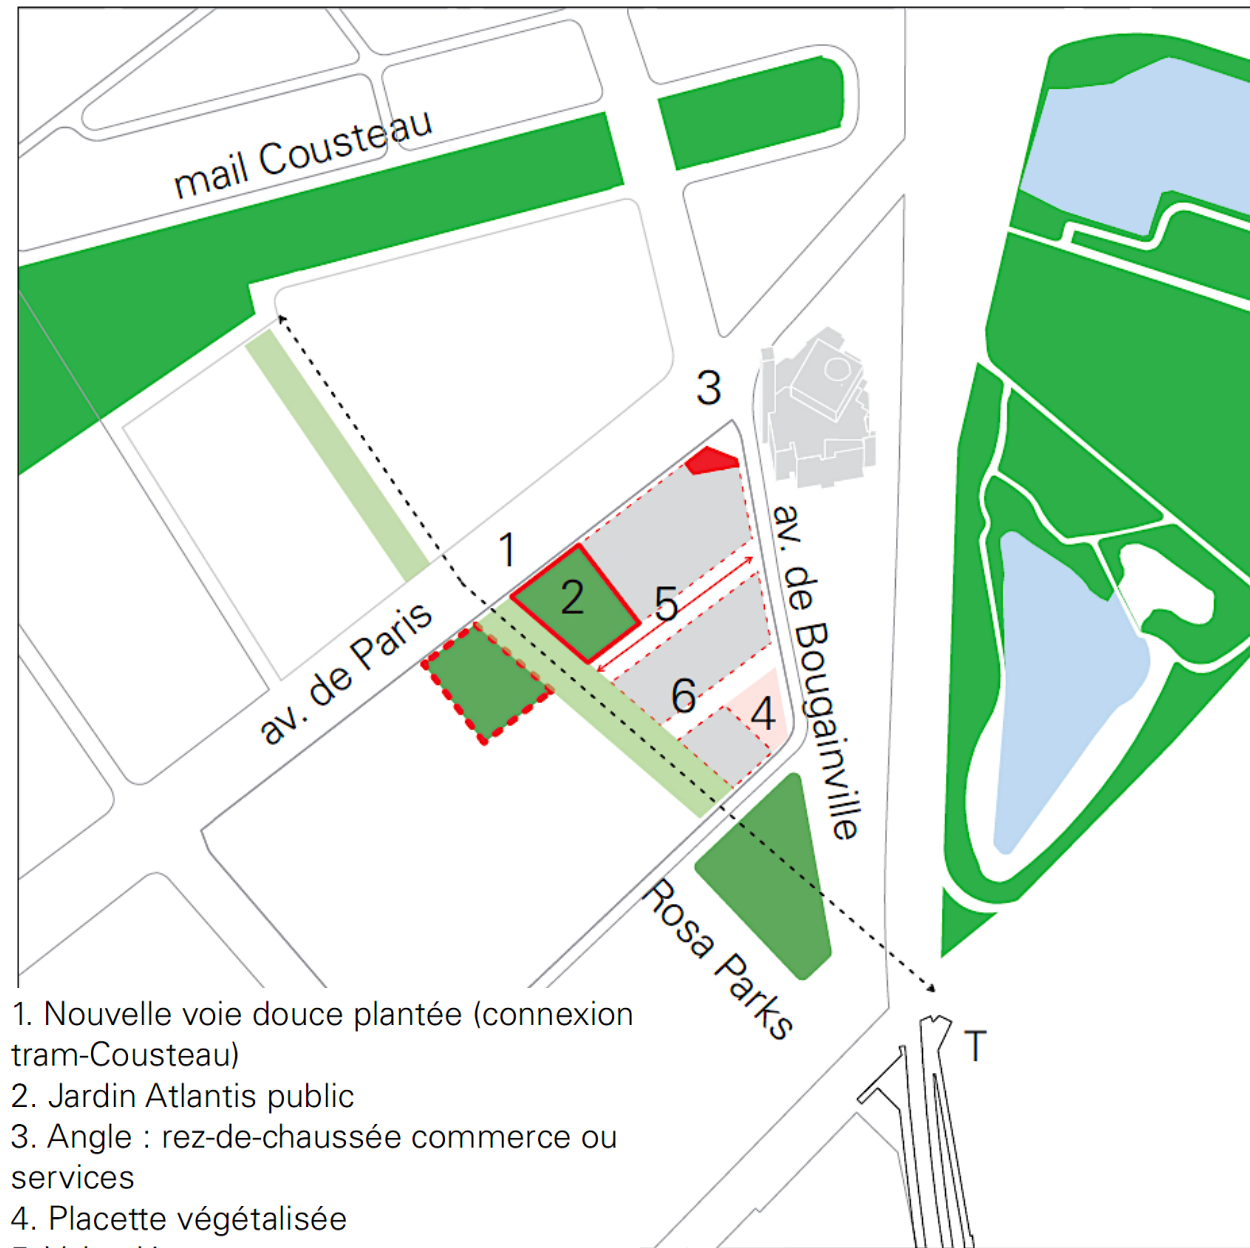 mail Cousteau
3
1
2
5
av. de Bougainville
av. de Paris
6
4
Rosa Parks
T
1. Nouvelle voie douce plantée (connexion
tram-Cousteau)
2. Jardin Atlantis public
3. Angle : rez-de-chaussée commerce ou
services
4. Placette végétalisée